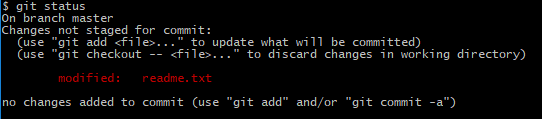 $ git status
On branch master
Changes not staged for commit:
  (use "git add <file>..." to update what will be committed)
  (use "git checkout -- <file>..." to discard changes in working directory)
        modified:   readme.txt
no changes added to commit (use "git add" and/or "git commit -a")